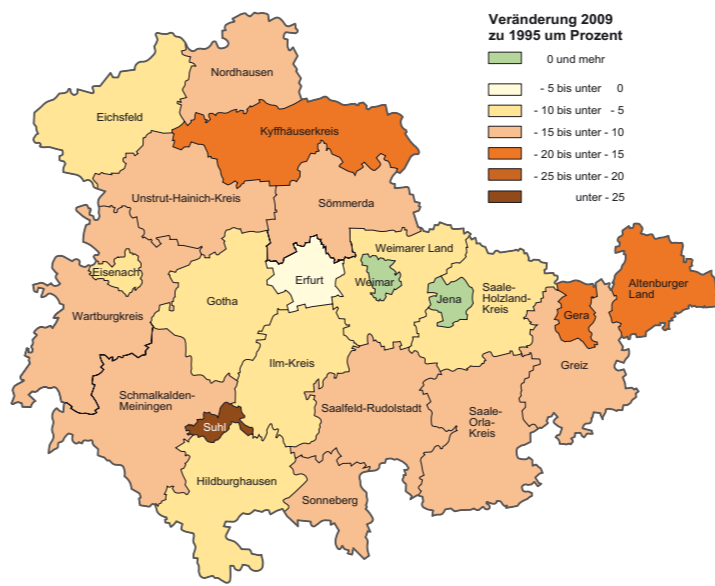 Veränderung 2009
zu 1995 um Prozent
0 und mehr
- 5 bis unter 0
- 10 bis unter - 5
- 15 bis unter - 10
- 20 bis unter - 15
- 25 bis unter - 20
unter - 25
Nordhausen
Eichsfeld
Kyffhäuserkreis
Unstrut-Hainich-Kreis
Sömmerda
Weimarer Land
Eisenach
Erfurt
Weimar
Jena
Saale-
Holzland-
Kreis
Altenburger
Land
Gotha
Gera
Wartburgkreis
Ilm-Kreis
Greiz
Schmalkalden-
Meiningen
Saalfeld-Rudolstadt
Saale-
Orla-
Kreis
Suhl
Hildburghausen
Sonneberg